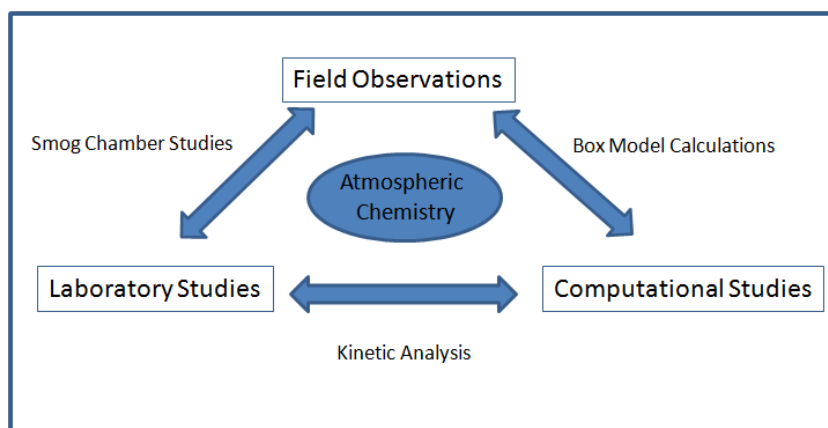 Field Observations
Smog Chamber Studies
Box Model Calculations
Atmospheric
Chemistry
Laboratory Studies
Computational Studies
Kinetic Analysis